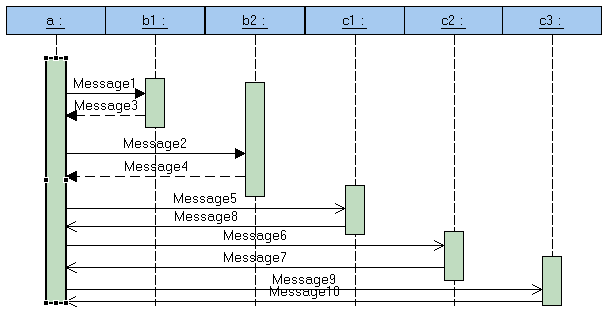 a :
b1 :
b2 :
c1 :
c2 :
c3 :
Message1
Message3
Message2
Message4
Message5
Message8
Message6
Message7
Message9
Message10